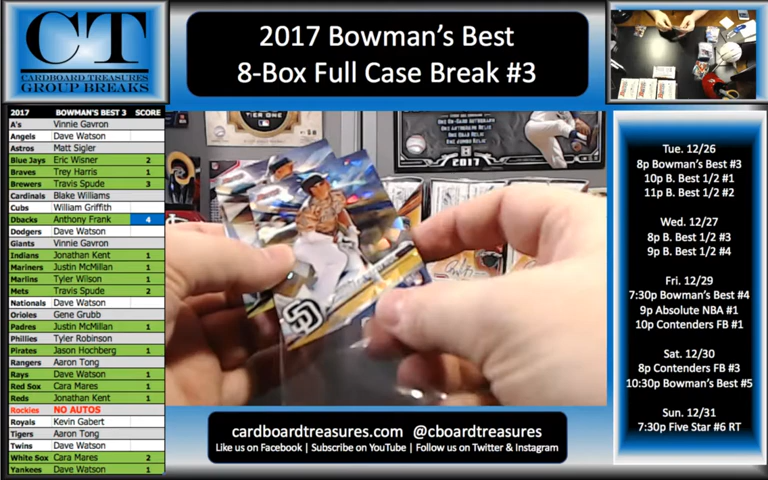 CT
CARDBOARD TREASURES
GROUP BREAKS
2017 Bowman's Best
8-Box Full Case Break #3
2017 BOWMAN'S BEST 3 SCORE
A's Vinnie Gavron
Angels Dave Watson
Astros Matt Sigler
Blue Jays Eric Wisner 2
Braves Trey Harris 1
Brewers Travis Spude 3
Cardinals Blake Williams
Cubs William Griffith
Dbacks Anthony Frank 4
Dodgers Dave Watson
Giants Vinnie Gavron
Indians Jonathan Kent 1
Mariners Justin McMillan 1
Marlins Tyler Wilson 1
Mets Travis Spude 2
Nationals Dave Watson
Orioles Gene Grubb
Padres Justin McMillan 1
Phillies Tyler Robinson
Pirates Jason Hochberg 1
Rangers Aaron Tong
Rays Dave Watson 1
Red Sox Cara Mares 1
Reds Jonathan Kent 1
Rockies NO AUTOS
Royals Kevin Gabert
Tigers Aaron Tong
Twins Dave Watson
White Sox Cara Mares 2
Yankees Dave Watson 1
TIER ONE
2017
SD
cardboardtreasures.com @cboardtreasures
Like us on Facebook | Subscribe on YouTube | Follow us on Twitter & Instagram
Tue. 12/26
8p Bowman's Best #3
10p B. Best 1/2 #1
11p B. Best 1/2 #2
Wed. 12/27
8p B. Best 1/2 #3
9p B. Best 1/2 #4
Fri. 12/29
7:30p Bowman's Best #4
9p Absolute NBA #1
10p Contenders FB #1
Sat. 12/30
8p Contenders FB #3
10:30p Bowman's Best #5
Sun. 12/31
7:30p Five Star #6 RT